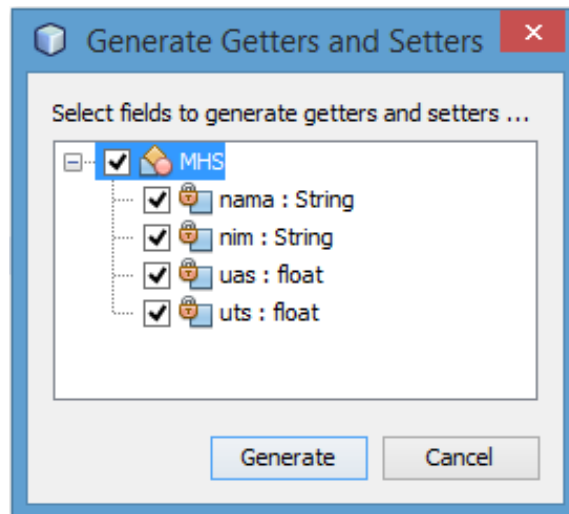 Generate Getters and Setters
Select fields to generate getters and setters ...
MHS
nama : String
nim : String
uas : float
uts : float
Generate
Cancel